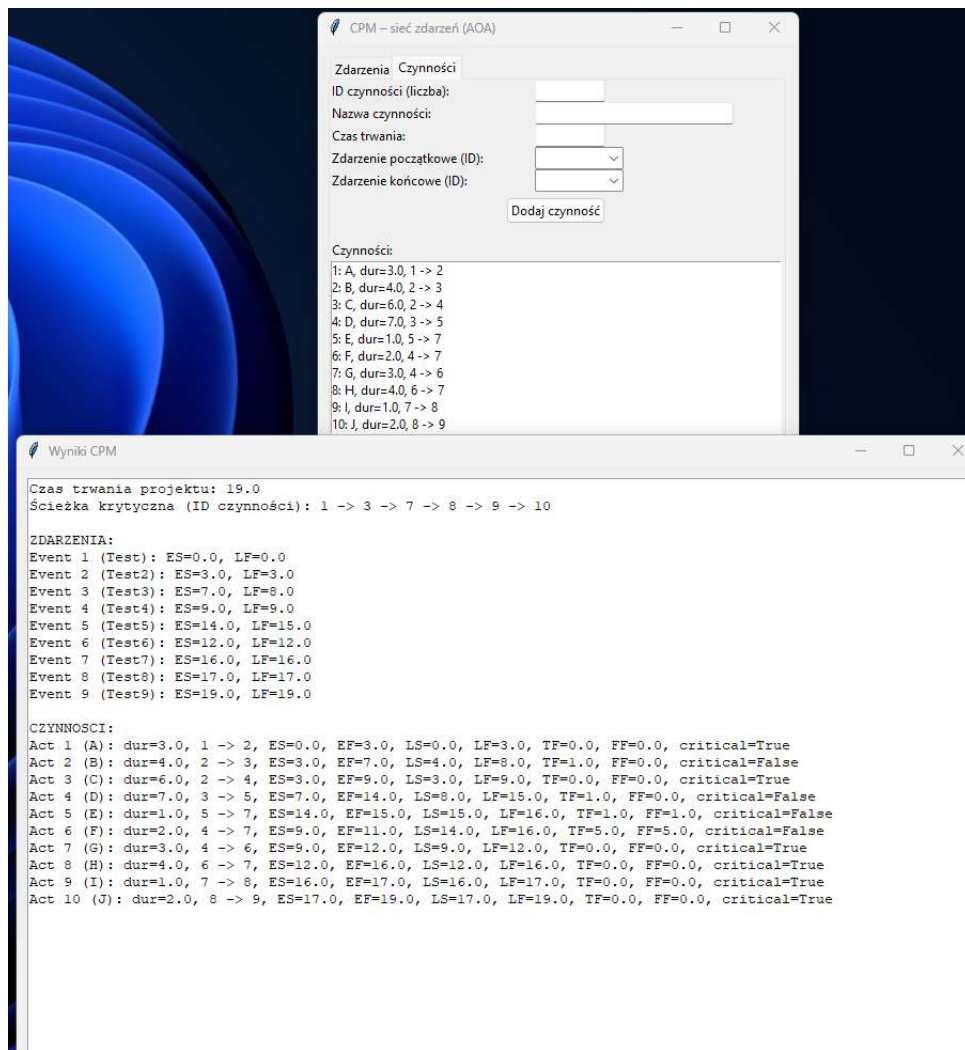 CPM – sieć zdarzeń (AOA)
Zdarzenia Czynności
ID czynności (liczba):
Nazwa czynności:
Czas trwania:
Zdarzenie początkowe (ID):
Zdarzenie końcowe (ID):
Dodaj czynność
Czynności:
1: A, dur=3.0, 1 -> 2
2: B, dur=4.0, 2 -> 3
3: C, dur=6.0, 2 -> 4
4: D, dur=7.0, 3 -> 5
5: E, dur=1.0, 5 -> 7
6: F, dur=2.0, 4 -> 7
7: G, dur=3.0, 4 -> 6
8: H, dur=4.0, 6 -> 7
9: I, dur=1.0, 7 -> 8
10: J, dur=2.0, 8 -> 9
Wyniki CPM
Czas trwania projektu: 19.0
Ścieżka krytyczna (ID czynności): 1 -> 3 -> 7 -> 8 -> 9 -> 10
ZDARZENIA:
Event 1 (Test): ES=0.0, LF=0.0
Event 2 (Test2): ES=3.0, LF=3.0
Event 3 (Test3): ES=7.0, LF=8.0
Event 4 (Test4): ES=9.0, LF=9.0
Event 5 (Test5): ES=14.0, LF=15.0
Event 6 (Test6): ES=12.0, LF=12.0
Event 7 (Test7): ES=16.0, LF=16.0
Event 8 (Test8): ES=17.0, LF=17.0
Event 9 (Test9): ES=19.0, LF=19.0
CZYNNOSCI:
Act 1 (A): dur=3.0, 1 -> 2, ES=0.0, EF=3.0, LS=0.0, LF=3.0, TF=0.0, FF=0.0, critical=True
Act 2 (B): dur=4.0, 2 -> 3, ES=3.0, EF=7.0, LS=4.0, LF=8.0, TF=1.0, FF=0.0, critical=False
Act 3 (C): dur=6.0, 2 -> 4, ES=3.0, EF=9.0, LS=3.0, LF=9.0, TF=0.0, FF=0.0, critical=True
Act 4 (D): dur=7.0, 3 -> 5, ES=7.0, EF=14.0, LS=8.0, LF=15.0, TF=1.0, FF=0.0, critical=False
Act 5 (E): dur=1.0, 5 -> 7, ES=14.0, EF=15.0, LS=15.0, LF=16.0, TF=1.0, FF=1.0, critical=False
Act 6 (F): dur=2.0, 4 -> 7, ES=9.0, EF=11.0, LS=14.0, LF=16.0, TF=5.0, FF=5.0, critical=False
Act 7 (G): dur=3.0, 4 -> 6, ES=9.0, EF=12.0, LS=9.0, LF=12.0, TF=0.0, FF=0.0, critical=True
Act 8 (H): dur=4.0, 6 -> 7, ES=12.0, EF=16.0, LS=12.0, LF=16.0, TF=0.0, FF=0.0, critical=True
Act 9 (I): dur=1.0, 7 -> 8, ES=16.0, EF=17.0, LS=16.0, LF=17.0, TF=0.0, FF=0.0, critical=True
Act 10 (J): dur=2.0, 8 -> 9, ES=17.0, EF=19.0, LS=17.0, LF=19.0, TF=0.0, FF=0.0, critical=True